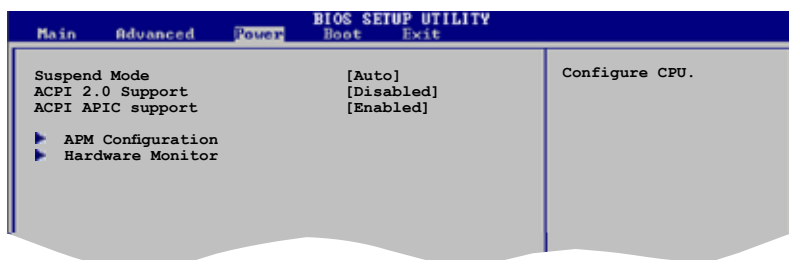 BIOS SETUP UTILITY
Main Advanced Power Boot Exit
Suspend Mode [Auto]
ACPI 2.0 Support [Disabled]
ACPI APIC support [Enabled]
APM Configuration
Hardware Monitor
Configure CPU.